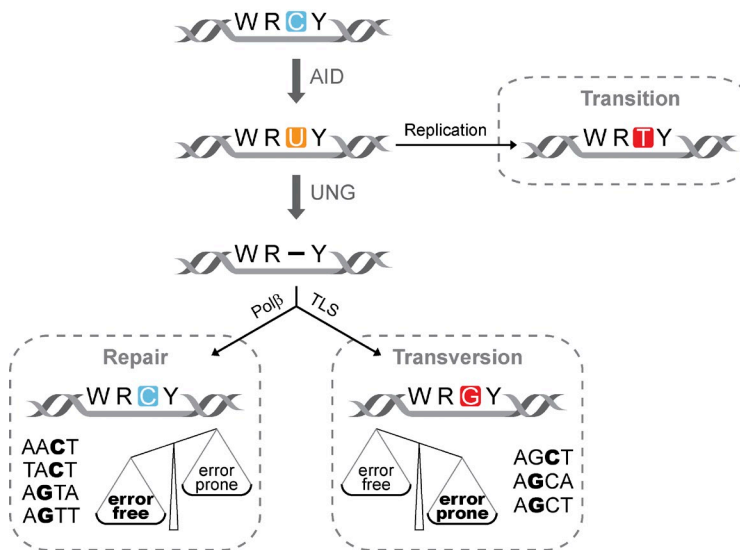 WRCY
AID
Transition
WRUY
Replication
WRTY
UNG
WR–Y
Polβ
TLS
Repair
Transversion
WRCY
WRGY
AACT
TACT
AGTA
AGTT
error
free
error
prone
error
free
error
prone
AGCT
AGCA
AGCT